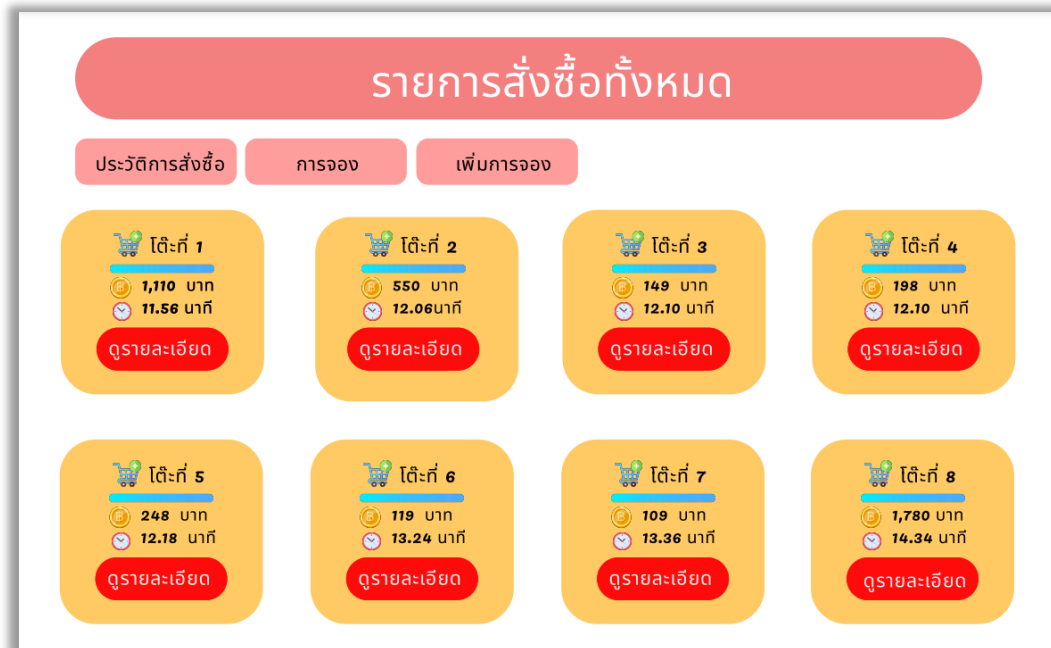 รายการสั่งซื้อทั้งหมด
ประวัติการสั่งซื้อ
การจอง
เพิ่มการจอง
โต๊ะที่ 1
1,110 บาท
11.56 นาที
ดูรายละเอียด
โต๊ะที่ 2
550 บาท
12.06นาที
ดูรายละเอียด
โต๊ะที่ 3
149 บาท
12.10 นาที
ดูรายละเอียด
โต๊ะที่ 4
198 บาท
12.10 นาที
ดูรายละเอียด
โต๊ะที่ 5
248 บาท
12.18 นาที
ดูรายละเอียด
โต๊ะที่ 6
119 บาท
13.24 นาที
ดูรายละเอียด
โต๊ะที่ 7
109 บาท
13.36 นาที
ดูรายละเอียด
โต๊ะที่ 8
1,780 บาท
14.34 นาที
ดูรายละเอียด